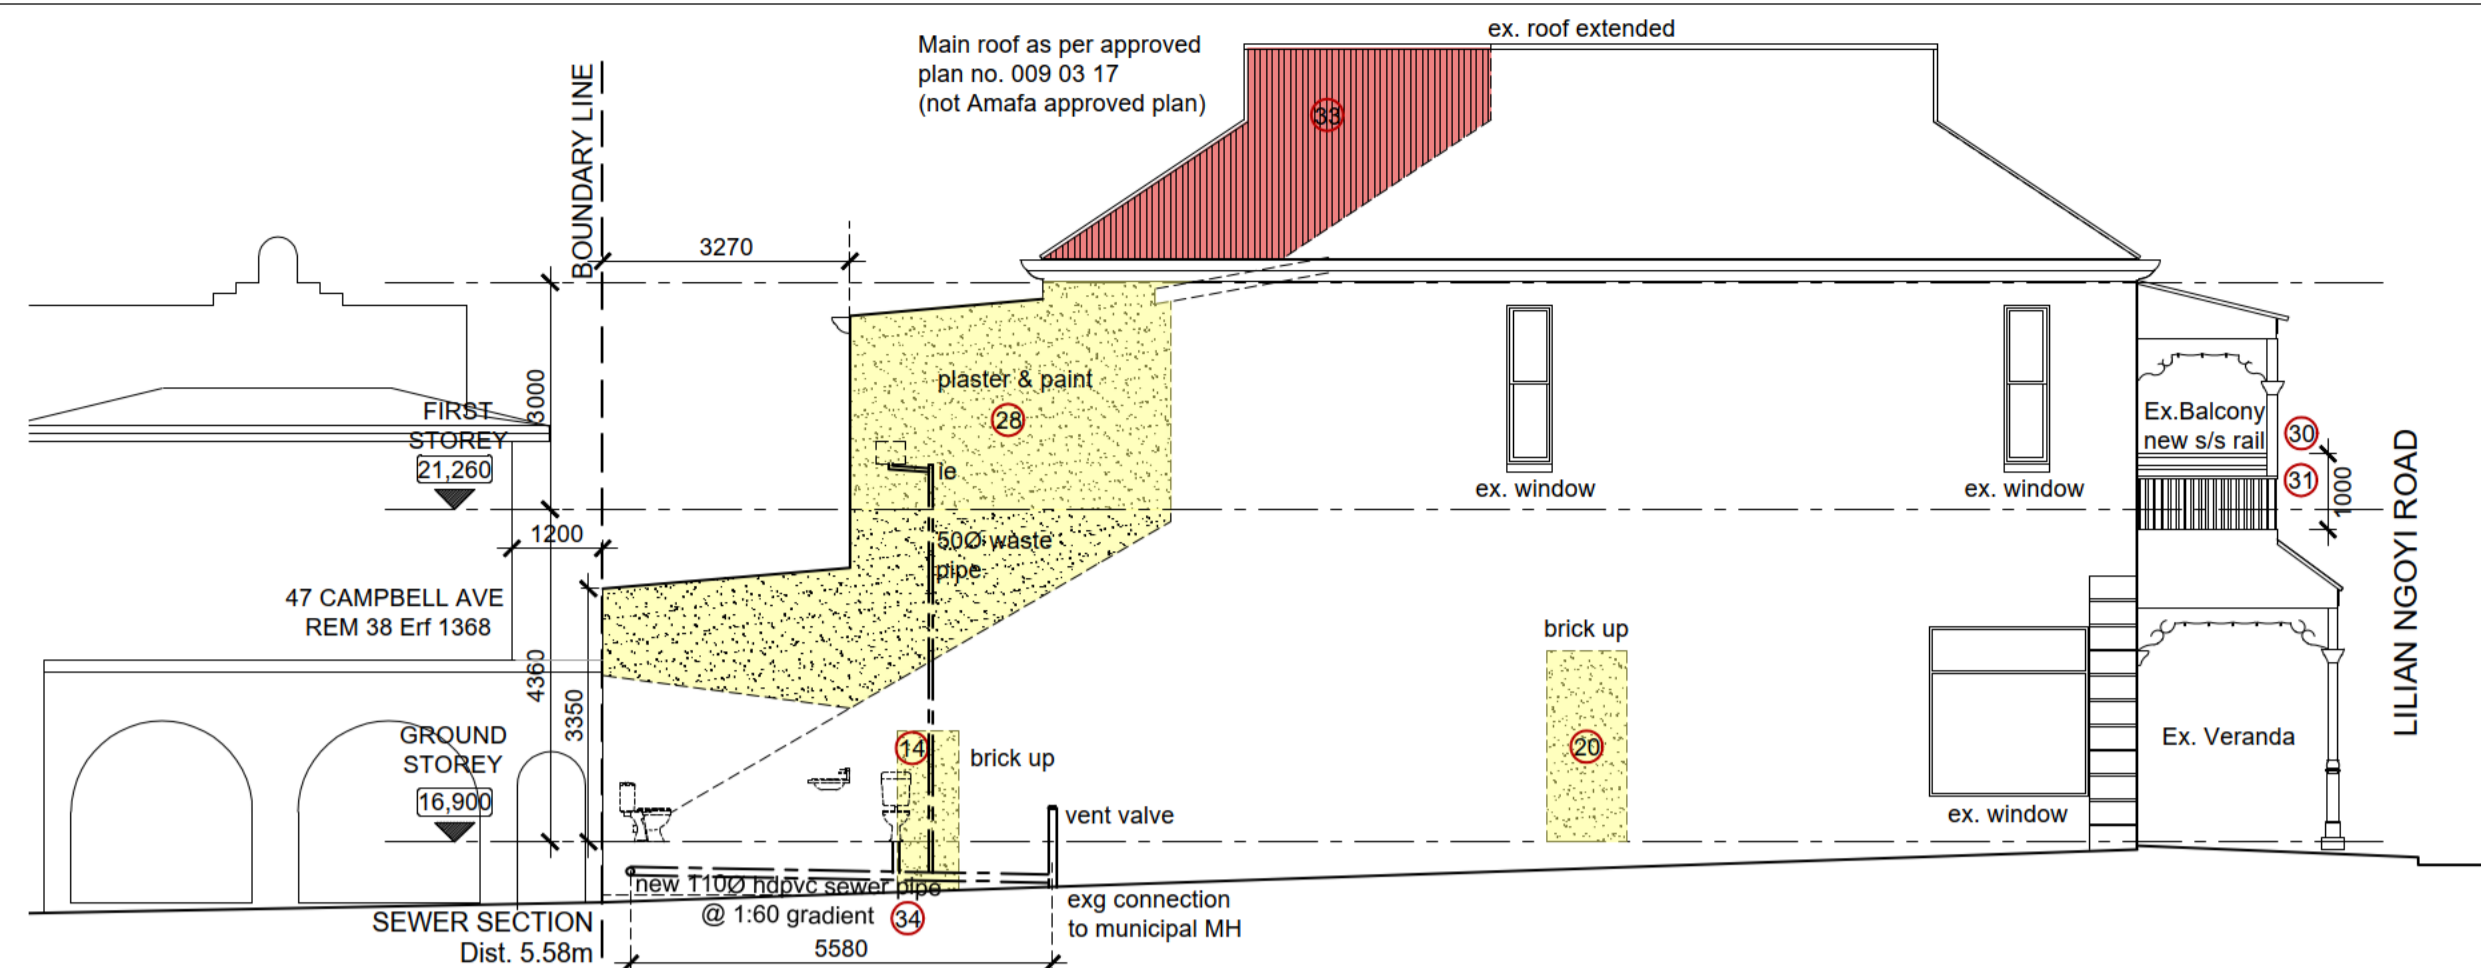 ex. roof extended
Main roof as per approved
plan no. 009 03 17
(not Amafa approved plan)
33
BOUNDARY LINE
3270
3000
FIRST
STOREY
21,260
plaster & paint
28
ie
50Ø waste
pipe
1200
47 CAMPBELL AVE
REM 38 Erf 1368
4360
3350
GROUND
STOREY
16,900
14
brick up
vent valve
new 110Ø hdpvc sewer pipe
@ 1:60 gradient
34
exg connection
to municipal MH
SEWER SECTION
Dist. 5.58m
5580
ex. window
ex. window
brick up
20
ex. window
Ex.Balcony
new s/s rail
30
31
1000
Ex. Veranda
LILIAN NGOYI ROAD